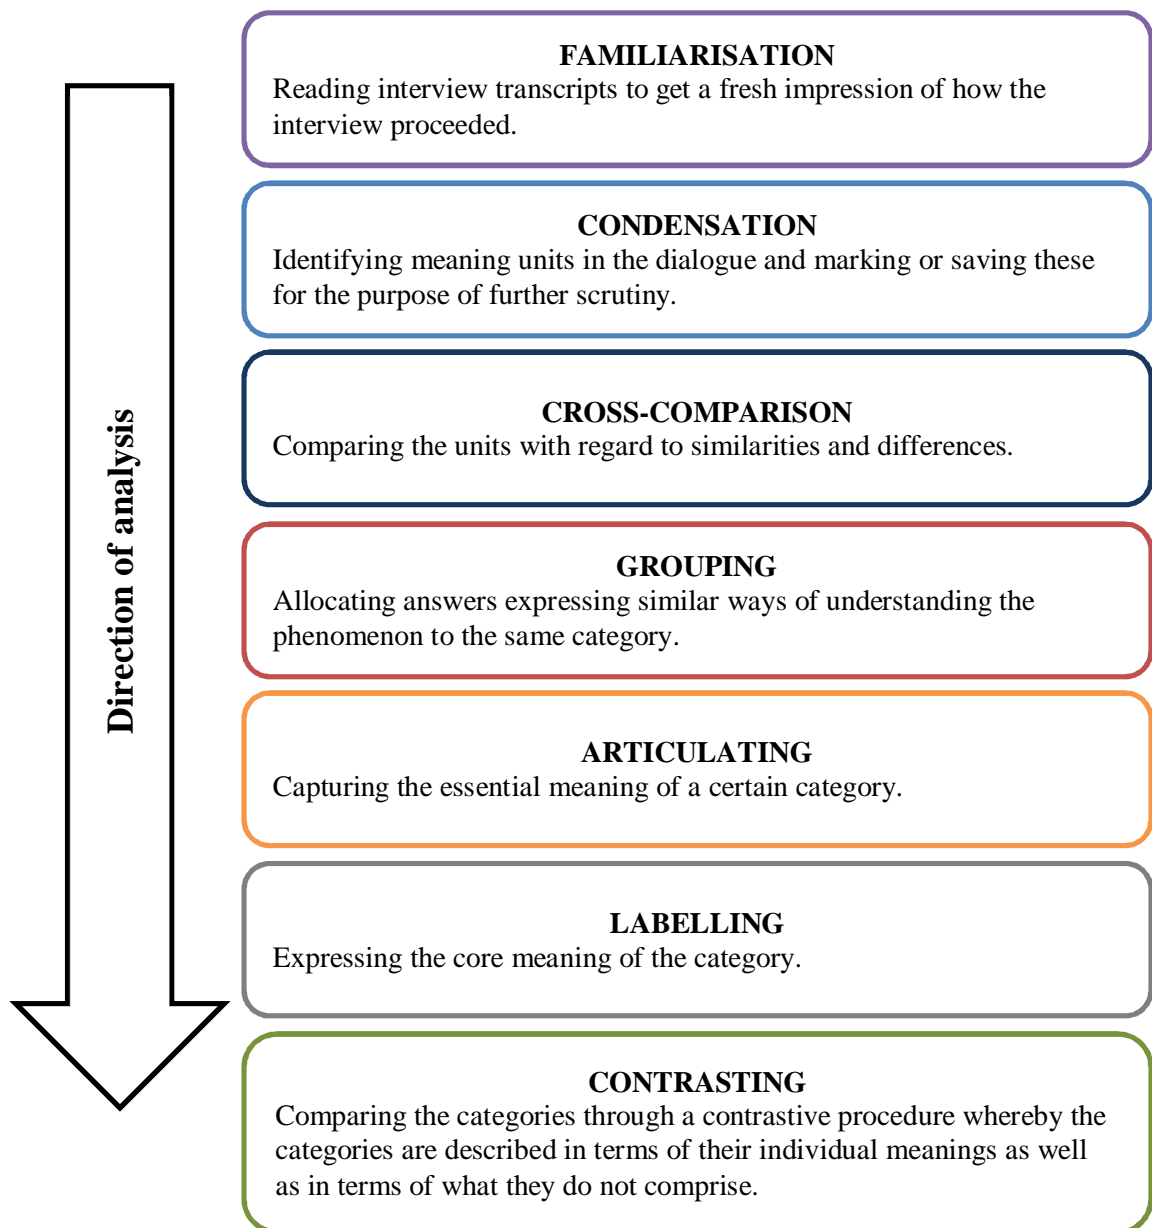 Direction of analysis
FAMILIARISATION
Reading interview transcripts to get a fresh impression of how the
interview proceeded.
CONDENSATION
Identifying meaning units in the dialogue and marking or saving these
for the purpose of further scrutiny.
CROSS-COMPARISON
Comparing the units with regard to similarities and differences.
GROUPING
Allocating answers expressing similar ways of understanding the
phenomenon to the same category.
ARTICULATING
Capturing the essential meaning of a certain category.
LABELLING
Expressing the core meaning of the category.
CONTRASTING
Comparing the categories through a contrastive procedure whereby the
categories are described in terms of their individual meanings as well
as in terms of what they do not comprise.